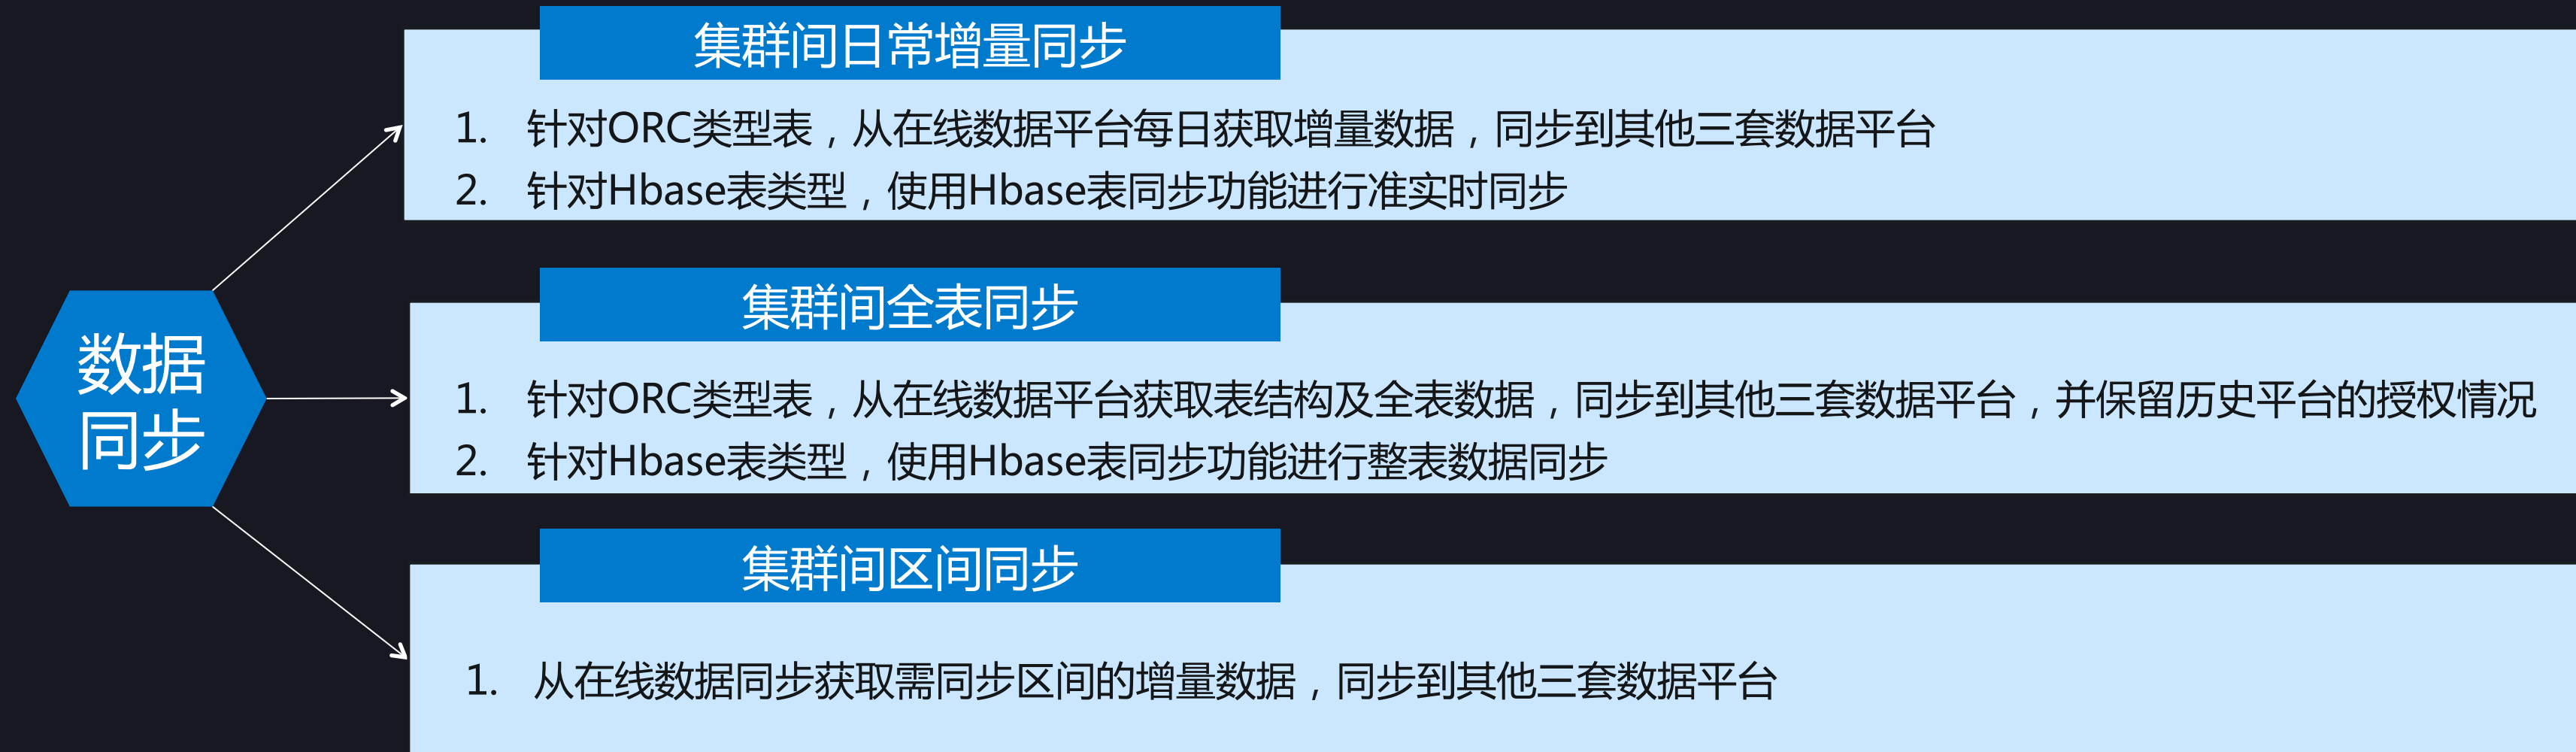 数据
同步
集群间日常增量同步
1. 针对ORC类型表，从在线数据平台每日获取增量数据，同步到其他三套数据平台
2. 针对Hbase表类型，使用Hbase表同步功能进行准实时同步
集群间全表同步
1. 针对ORC类型表，从在线数据平台获取表结构及全表数据，同步到其他三套数据平台，并保留历史平台的授权情况
2. 针对Hbase表类型，使用Hbase表同步功能进行整表数据同步
集群间区间同步
1. 从在线数据同步获取需同步区间的增量数据，同步到其他三套数据平台